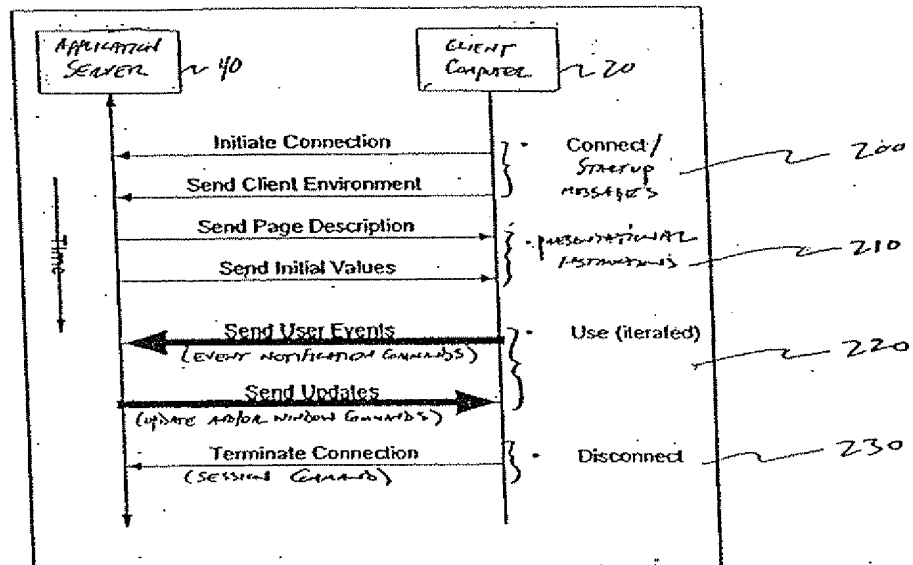 APPLICATION
SERVER
40
CLIENT
COMPUTER
20
Initiate Connection
Connect /
STARTUP
MESSAGES
200
Send Client Environment
Send Page Description
PRESENTATIONAL
INSTRUCTIONS
210
Send Initial Values
Send User Events
(EVENT NOTIFICATION COMMANDS)
Use (iterated)
220
Send Updates
(UPDATE AND/OR WINDOW COMMANDS)
Terminate Connection
(SESSION COMMAND)
Disconnect
230